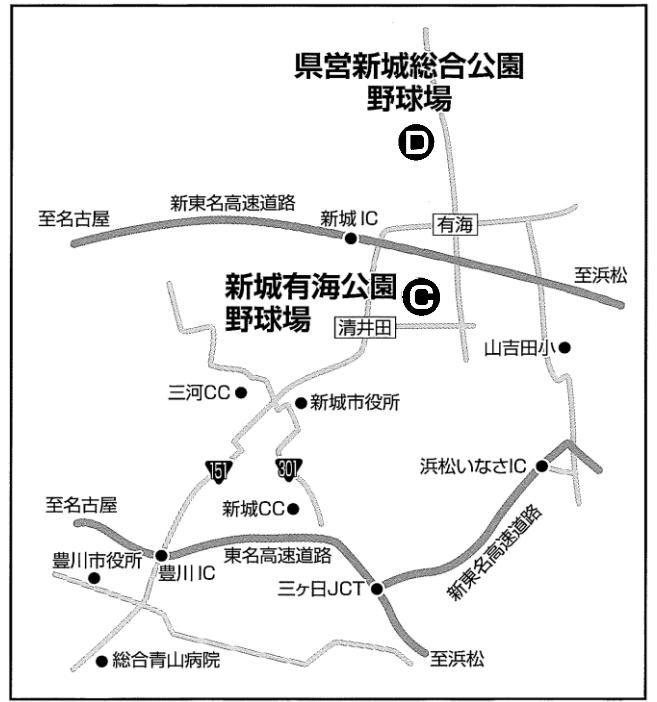 県営新城総合公園
野球場
D
新東名高速道路
至名古屋
新城IC
有海
至浜松
新城有海公園
野球場
C
清井田
山吉田小
三河CC
新城市役所
151
301
浜松いなさIC
至名古屋
新城CC
東名高速道路
豊川市役所
豊川IC
三ヶ日JCT
新東名高速道路
総合青山病院
至浜松